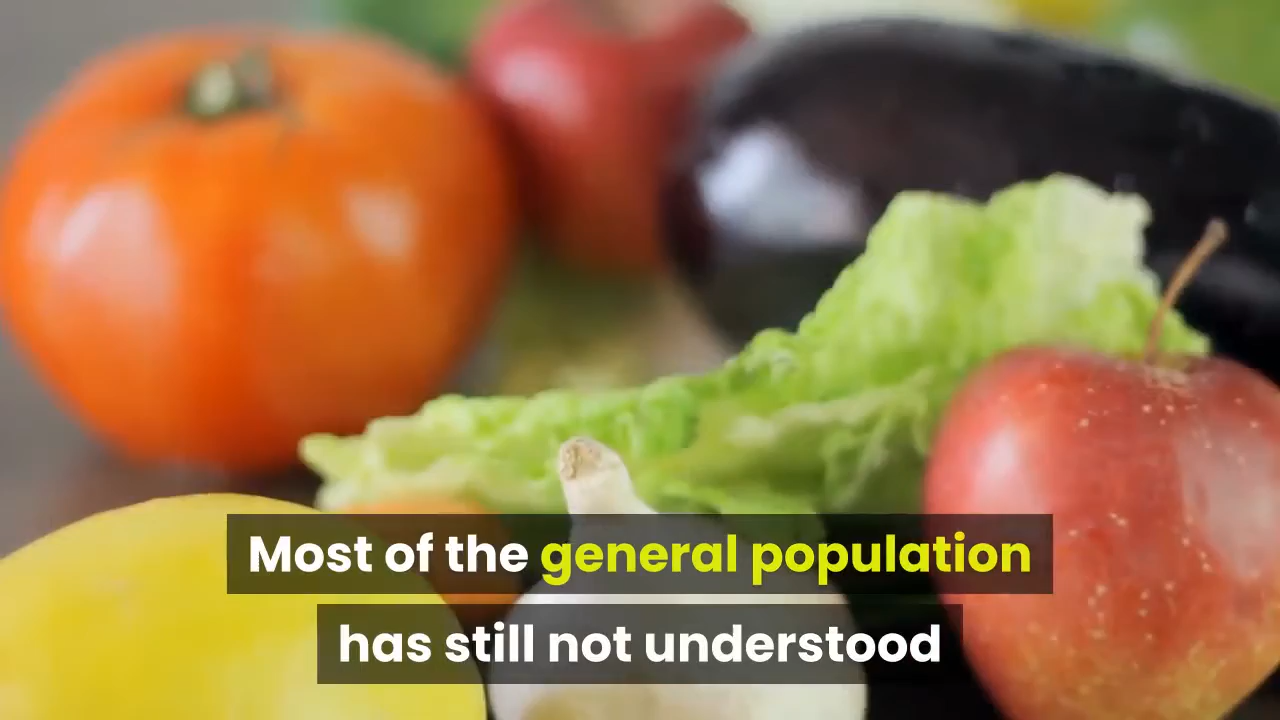 Most of the general population
has still not understood